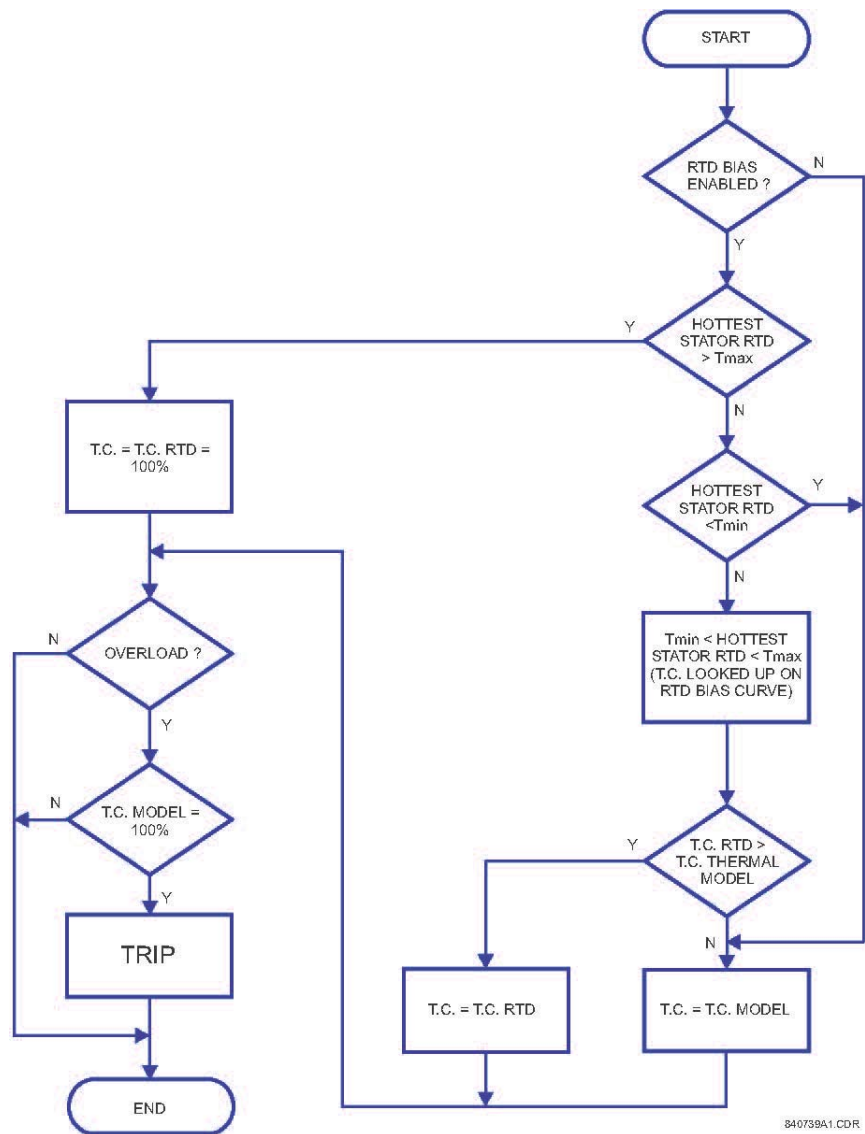 START
RTD BIAS
ENABLED ?
N
Y
HOTTEST
STATOR RTD
> Tmax
Y
N
T.C. = T.C. RTD =
100%
HOTTEST
STATOR RTD
<Tmin
Y
N
OVERLOAD ?
N
Y
Tmin < HOTTEST
STATOR RTD < Tmax
(T.C. LOOKED UP ON
RTD BIAS CURVE)
T.C. MODEL =
100%
N
Y
T.C. RTD >
T.C. THERMAL
MODEL
Y
N
TRIP
T.C. = T.C. RTD
T.C. = T.C. MODEL
END
840739A1.CDR